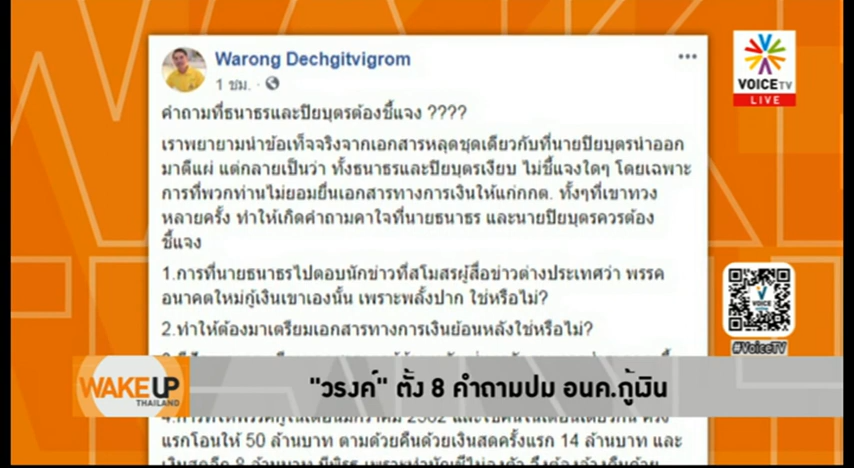 Warong Dechgitvigrom
1 ชม. ·
คำถามที่ธนาธรและปิยบุตรต้องชี้แจง ????
เราพยายามนำข้อเท็จจริงจากเอกสารหลุดชุดเดียวกับที่นายปิยบุตรนำออก
มาตีแผ่ แต่กลายเป็นว่า ทั้งธนาธรและปิยบุตรเงียบ ไม่ชี้แจงใดๆ โดยเฉพาะ
การที่พวกท่านไม่ยอมยื่นเอกสารทางการเงินให้แก่กกต. ทั้งๆที่เขาทวง
หลายครั้ง ทำให้เกิดคำถามคาใจที่นายธนาธร และนายปิยบุตรควรต้อง
ชี้แจง
1.การที่นายธนาธรไปตอบนักข่าวที่สโมสรผู้สื่อข่าวต่างประเทศว่า พรรค
อนาคตใหม่กู้เงินเขาเองนั้น เพราะพลั้งปาก ใช่หรือไม่?
2.ทำให้ต้องมาเตรียมเอกสารทางการเงินย้อนหลังใช่หรือไม่?
แรกโอนให้ 50 ล้านบาท ตามด้วยคืนด้วยเงินสดครั้งแรก 14 ล้านบาท และ
VOICE TV
LIVE
VOICE
#VoiceTV
WAKE UP
THAILAND
"วรงค์" ตั้ง 8 คำถามปม อนค.กู้เงิน